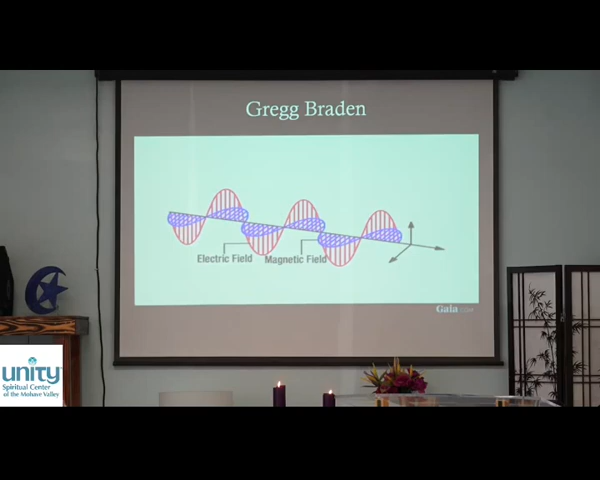 Gregg Braden
Electric Field
Magnetic Field
Gaia.com
unity
Spiritual Center
of the Mohave Valley